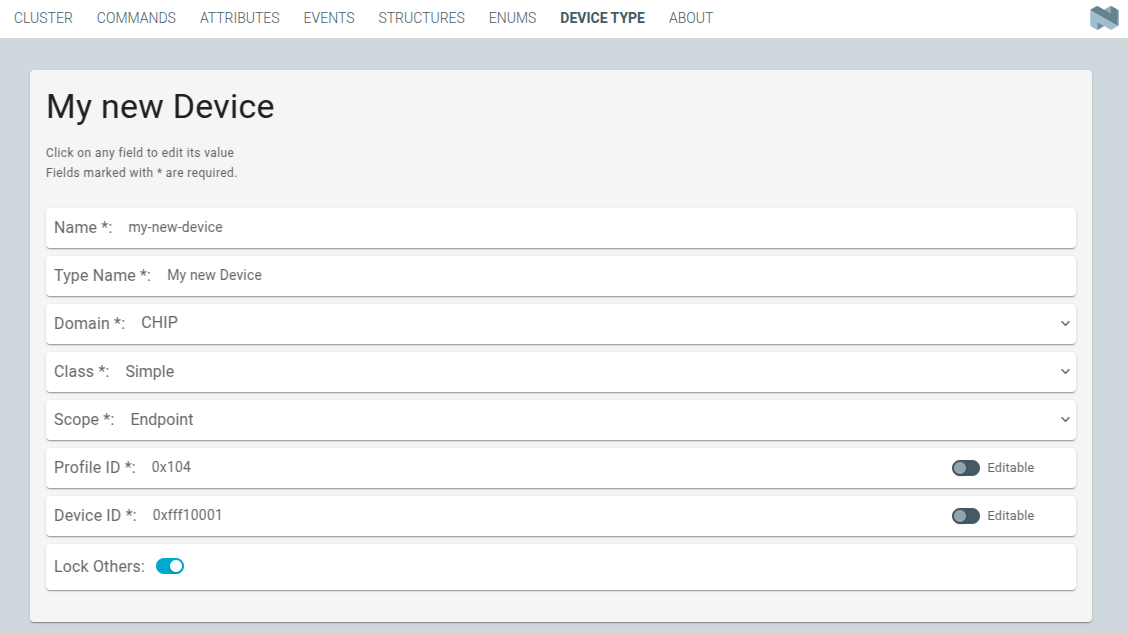 CLUSTER COMMANDS ATTRIBUTES EVENTS STRUCTURES ENUMS DEVICE TYPE ABOUT
My new Device
Click on any field to edit its value
Fields marked with * are required.
Name *: my-new-device
Type Name *: My new Device
Domain *: CHIP
Class *: Simple
Scope *: Endpoint
Profile ID *: 0x104 Editable
Device ID *: 0xfff10001 Editable
Lock Others: